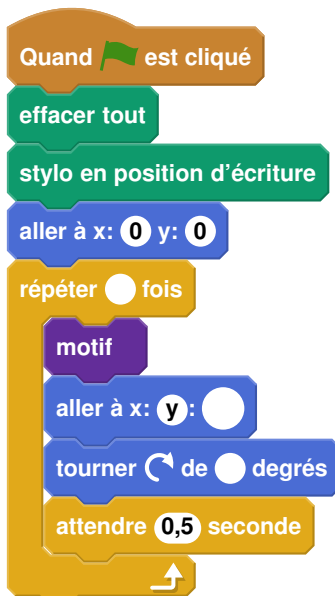 Quand est cliqué
effacer tout
stylo en position d'écriture
aller à x: 0 y: 0
répéter fois
motif
aller à x: y :
tourner de degrés
attendre 0,5 seconde